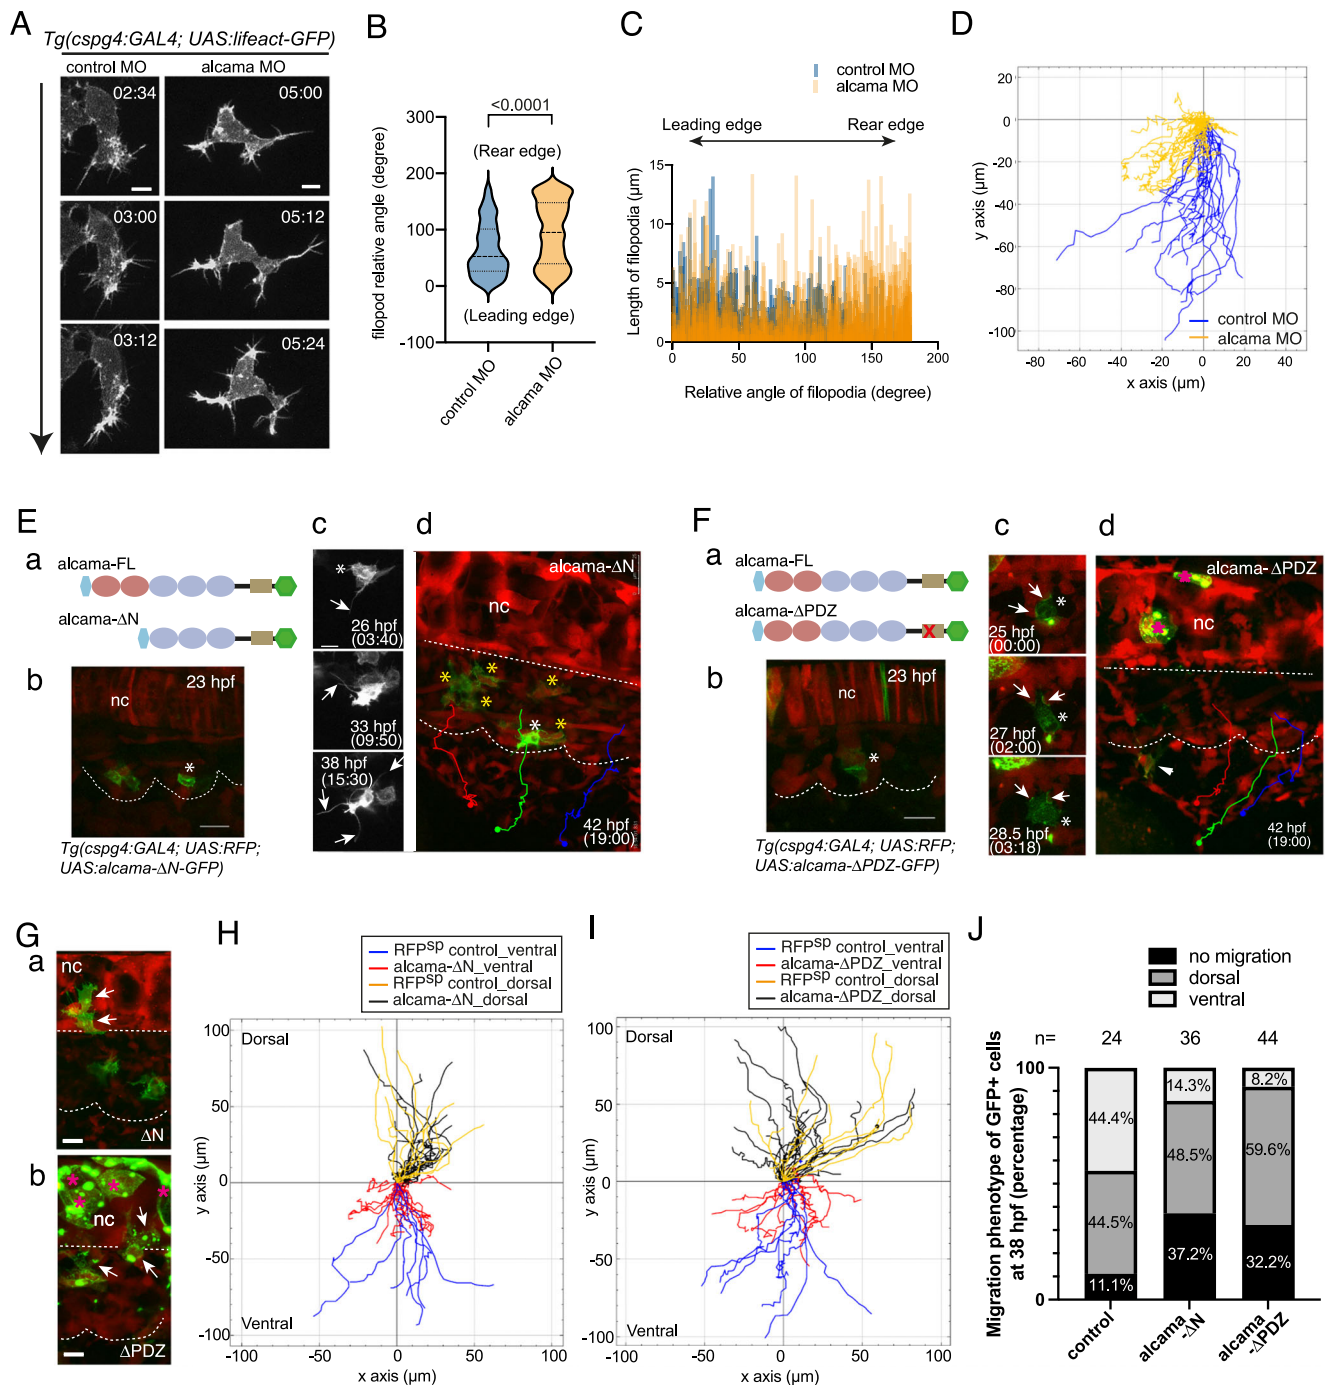 A
Tg(cspg4:GAL4; UAS:lifeact-GFP)
control MO
alcama MO
02:34
05:00
03:00
05:12
03:12
05:24
B
<0.0001
filopod relative angle (degree)
300
200
100
0
-100
(Rear edge)
(Leading edge)
control MO
alcama MO
C
control MO
alcama MO
Leading edge
Rear edge
Length of filopodia (µm)
15
10
5
0
0 50 100 150 200
Relative angle of filopodia (degree)
D
y axis (µm)
20
0
-20
-40
-60
-80
-100
control MO
alcama MO
-80 -60 -40 -20 0 20 40
x axis (µm)
E
a
alcama-FL
alcama-ΔN
b
23 hpf
nc
*
Tg(cspg4:GAL4; UAS:RFP;
UAS:alcama-ΔN-GFP)
c
*
26 hpf
(03:40)
33 hpf
(09:50)
38 hpf
(15:30)
d
alcama-ΔN
nc
* * * * * *
42 hpf
(19:00)
F
a
alcama-FL
alcama-ΔPDZ
X
b
23 hpf
nc
*
Tg(cspg4:GAL4; UAS:RFP;
UAS:alcama-ΔPDZ-GFP)
c
*
25 hpf
(00:00)
*
27 hpf
(02:00)
*
28.5 hpf
(03:18)
d
alcama-ΔPDZ
* *
nc
42 hpf
(19:00)
G
a
nc
ΔN
b
* * *
nc
ΔPDZ
H
RFPsp control_ventral
alcama-ΔN_ventral
RFPsp control_dorsal
alcama-ΔN_dorsal
Dorsal
Ventral
y axis (µm)
100
50
0
-50
-100
-100 -50 0 50 100
x axis (µm)
I
RFPsp control_ventral
alcama-ΔPDZ_ventral
RFPsp control_dorsal
alcama-ΔPDZ_dorsal
Dorsal
Ventral
y axis (µm)
100
50
0
-50
-100
-100 -50 0 50 100
x axis (µm)
J
no migration
dorsal
ventral
n= 24 36 44
Migration phenotype of GFP+ cells
at 38 hpf (percentage)
100
0
44.4%
44.5%
11.1%
14.3%
48.5%
37.2%
8.2%
59.6%
32.2%
control
alcama
-ΔN
alcama
-ΔPDZ